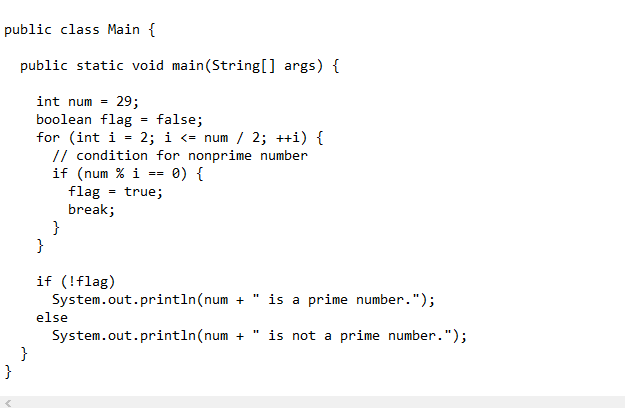 public class Main {
public static void main(String[] args) {
int num = 29;
boolean flag = false;
for (int i = 2; i <= num / 2; ++i) {
// condition for nonprime number
if (num % i == 0) {
flag = true;
break;
}
}
if (!flag)
System.out.println(num + " is a prime number.");
else
System.out.println(num + " is not a prime number.");
}
}